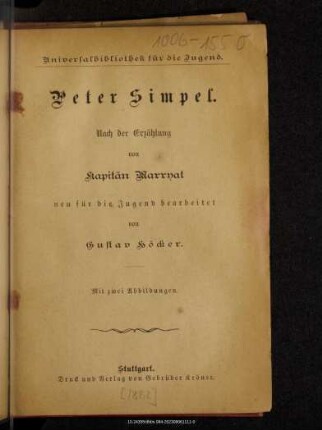 1006-1550
Universalbibliothek für die Jugend.
Peter Simpel.
Nach der Erzählung
von
Kapitän Marryat
neu für die Jugend bearbeitet
von
Gustav Höcker.
Mit zwei Abbildungen.
Stuttgart.
Druck und Verlag von Gebrüder Kröner.
[1887]